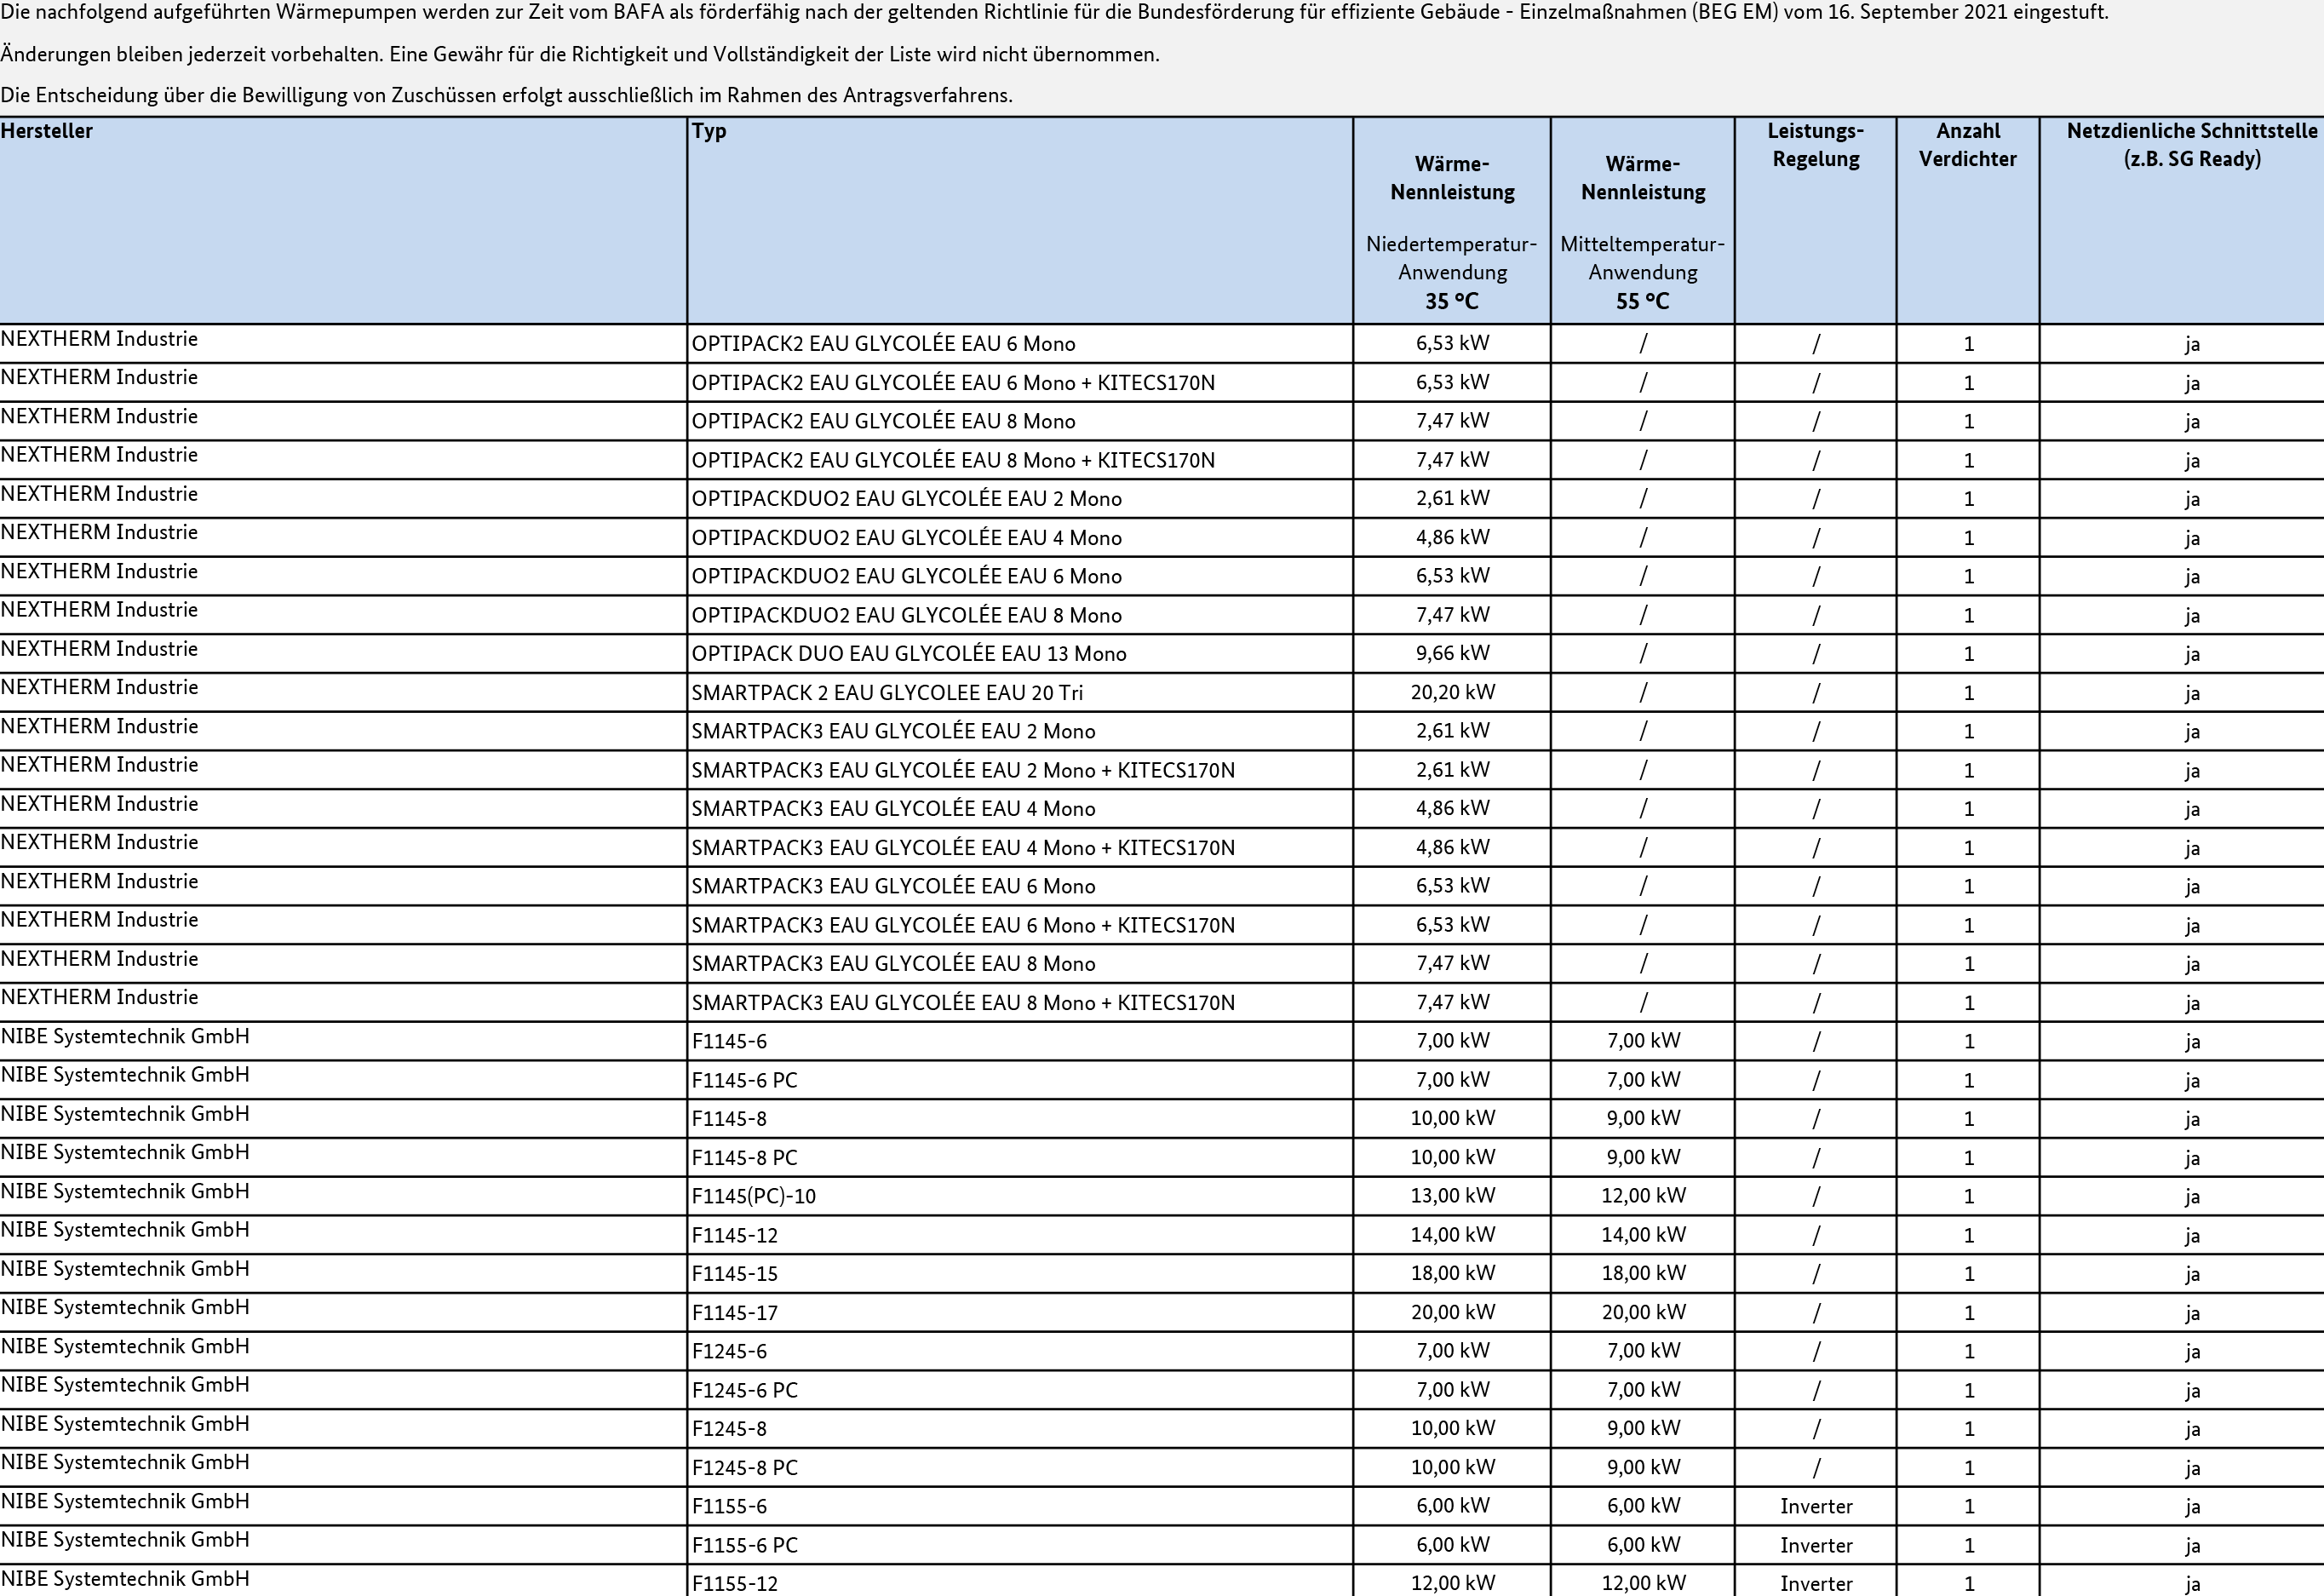 Die nachfolgend aufgeführten Wärmepumpen werden zur Zeit vom BAFA als förderfähig nach der geltenden Richtlinie für die Bundesförderung für effiziente Gebäude - Einzelmaßnahmen (BEG EM) vom 16. September 2021 eingestuft.
Änderungen bleiben jederzeit vorbehalten. Eine Gewähr für die Richtigkeit und Vollständigkeit der Liste wird nicht übernommen.
Die Entscheidung über die Bewilligung von Zuschüssen erfolgt ausschließlich im Rahmen des Antragsverfahrens.
Hersteller Typ Wärme-Nennleistung Niedertemperatur-Anwendung 35 °C Wärme-Nennleistung Mitteltemperatur-Anwendung 55 °C Leistungs-Regelung Anzahl Verdichter Netzdienliche Schnittstelle (z.B. SG Ready)
NEXTHERM Industrie OPTIPACK2 EAU GLYCOLÉE EAU 6 Mono 6,53 kW / / 1 ja
NEXTHERM Industrie OPTIPACK2 EAU GLYCOLÉE EAU 6 Mono + KITECS170N 6,53 kW / / 1 ja
NEXTHERM Industrie OPTIPACK2 EAU GLYCOLÉE EAU 8 Mono 7,47 kW / / 1 ja
NEXTHERM Industrie OPTIPACK2 EAU GLYCOLÉE EAU 8 Mono + KITECS170N 7,47 kW / / 1 ja
NEXTHERM Industrie OPTIPACKDUO2 EAU GLYCOLÉE EAU 2 Mono 2,61 kW / / 1 ja
NEXTHERM Industrie OPTIPACKDUO2 EAU GLYCOLÉE EAU 4 Mono 4,86 kW / / 1 ja
NEXTHERM Industrie OPTIPACKDUO2 EAU GLYCOLÉE EAU 6 Mono 6,53 kW / / 1 ja
NEXTHERM Industrie OPTIPACKDUO2 EAU GLYCOLÉE EAU 8 Mono 7,47 kW / / 1 ja
NEXTHERM Industrie OPTIPACK DUO EAU GLYCOLÉE EAU 13 Mono 9,66 kW / / 1 ja
NEXTHERM Industrie SMARTPACK 2 EAU GLYCOLEE EAU 20 Tri 20,20 kW / / 1 ja
NEXTHERM Industrie SMARTPACK3 EAU GLYCOLÉE EAU 2 Mono 2,61 kW / / 1 ja
NEXTHERM Industrie SMARTPACK3 EAU GLYCOLÉE EAU 2 Mono + KITECS170N 2,61 kW / / 1 ja
NEXTHERM Industrie SMARTPACK3 EAU GLYCOLÉE EAU 4 Mono 4,86 kW / / 1 ja
NEXTHERM Industrie SMARTPACK3 EAU GLYCOLÉE EAU 4 Mono + KITECS170N 4,86 kW / / 1 ja
NEXTHERM Industrie SMARTPACK3 EAU GLYCOLÉE EAU 6 Mono 6,53 kW / / 1 ja
NEXTHERM Industrie SMARTPACK3 EAU GLYCOLÉE EAU 6 Mono + KITECS170N 6,53 kW / / 1 ja
NEXTHERM Industrie SMARTPACK3 EAU GLYCOLÉE EAU 8 Mono 7,47 kW / / 1 ja
NEXTHERM Industrie SMARTPACK3 EAU GLYCOLÉE EAU 8 Mono + KITECS170N 7,47 kW / / 1 ja
NIBE Systemtechnik GmbH F1145-6 7,00 kW 7,00 kW / 1 ja
NIBE Systemtechnik GmbH F1145-6 PC 7,00 kW 7,00 kW / 1 ja
NIBE Systemtechnik GmbH F1145-8 10,00 kW 9,00 kW / 1 ja
NIBE Systemtechnik GmbH F1145-8 PC 10,00 kW 9,00 kW / 1 ja
NIBE Systemtechnik GmbH F1145(PC)-10 13,00 kW 12,00 kW / 1 ja
NIBE Systemtechnik GmbH F1145-12 14,00 kW 14,00 kW / 1 ja
NIBE Systemtechnik GmbH F1145-15 18,00 kW 18,00 kW / 1 ja
NIBE Systemtechnik GmbH F1145-17 20,00 kW 20,00 kW / 1 ja
NIBE Systemtechnik GmbH F1245-6 7,00 kW 7,00 kW / 1 ja
NIBE Systemtechnik GmbH F1245-6 PC 7,00 kW 7,00 kW / 1 ja
NIBE Systemtechnik GmbH F1245-8 10,00 kW 9,00 kW / 1 ja
NIBE Systemtechnik GmbH F1245-8 PC 10,00 kW 9,00 kW / 1 ja
NIBE Systemtechnik GmbH F1155-6 6,00 kW 6,00 kW Inverter 1 ja
NIBE Systemtechnik GmbH F1155-6 PC 6,00 kW 6,00 kW Inverter 1 ja
NIBE Systemtechnik GmbH F1155-12 12,00 kW 12,00 kW Inverter 1 ja